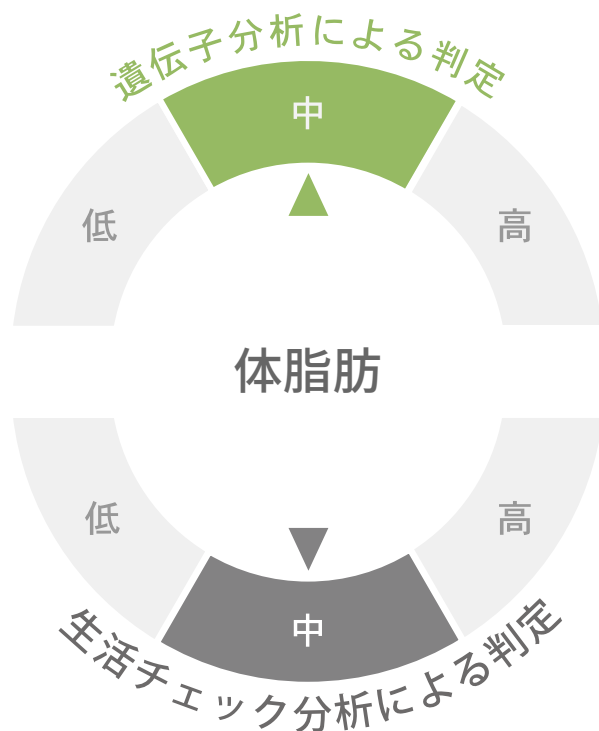 遺伝子分析による判定
中
低
高
体脂肪
低
高
中
生活チェック分析による判定